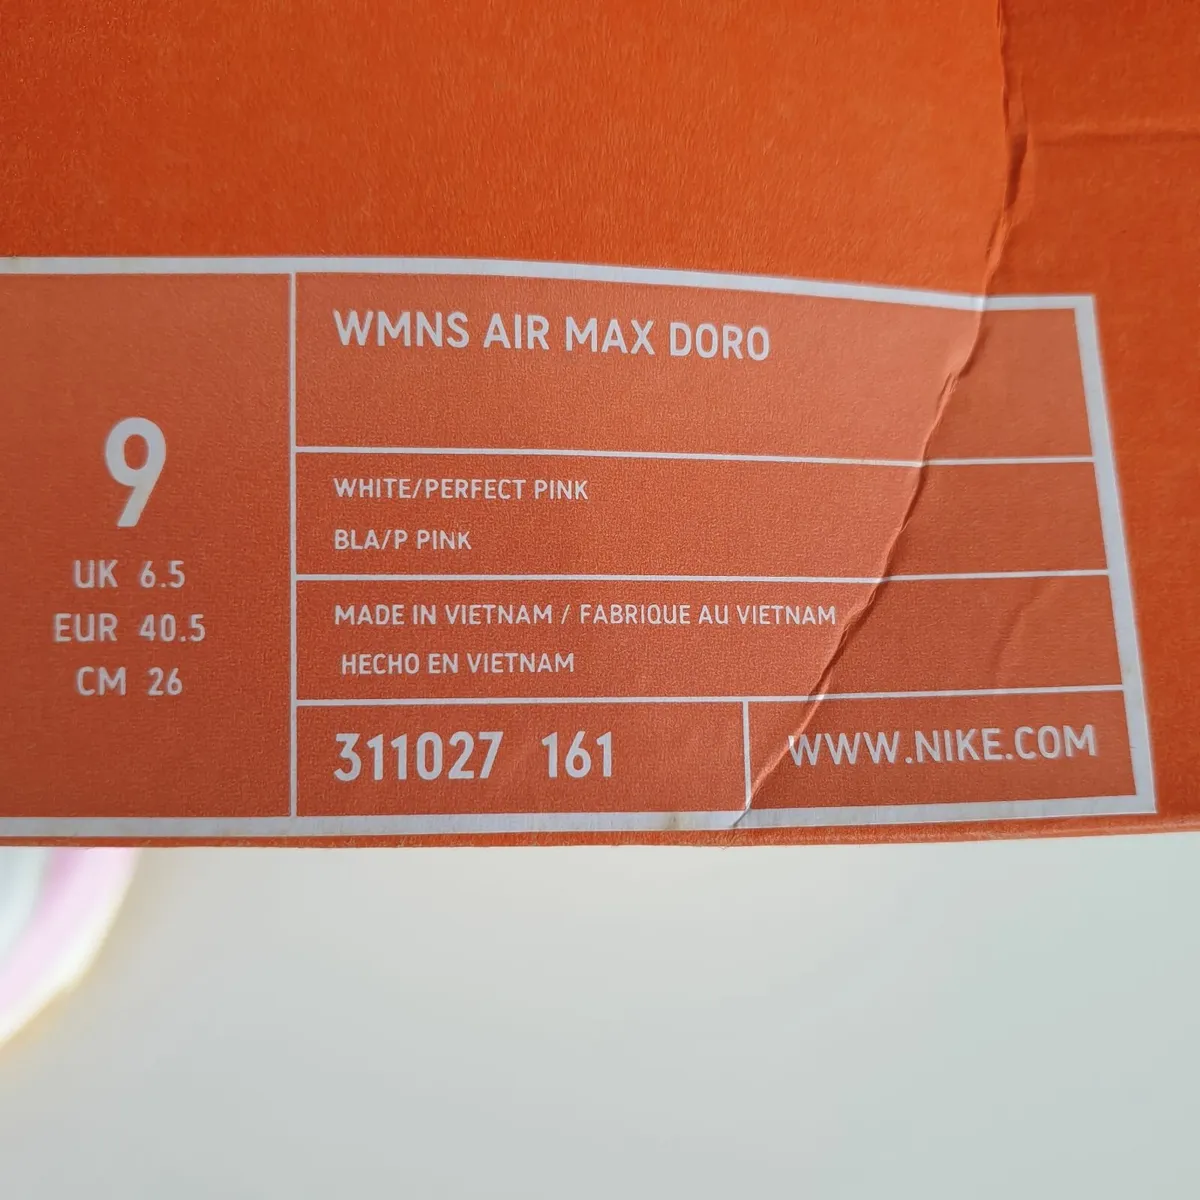 9
UK 6.5
EUR 40.5
CM 26
WMNS AIR MAX DORO
WHITE/PERFECT PINK
BLA/P PINK
MADE IN VIETNAM / FABRIQUE AU VIETNAM
HECHO EN VIETNAM
311027 161
WWW.NIKE.COM